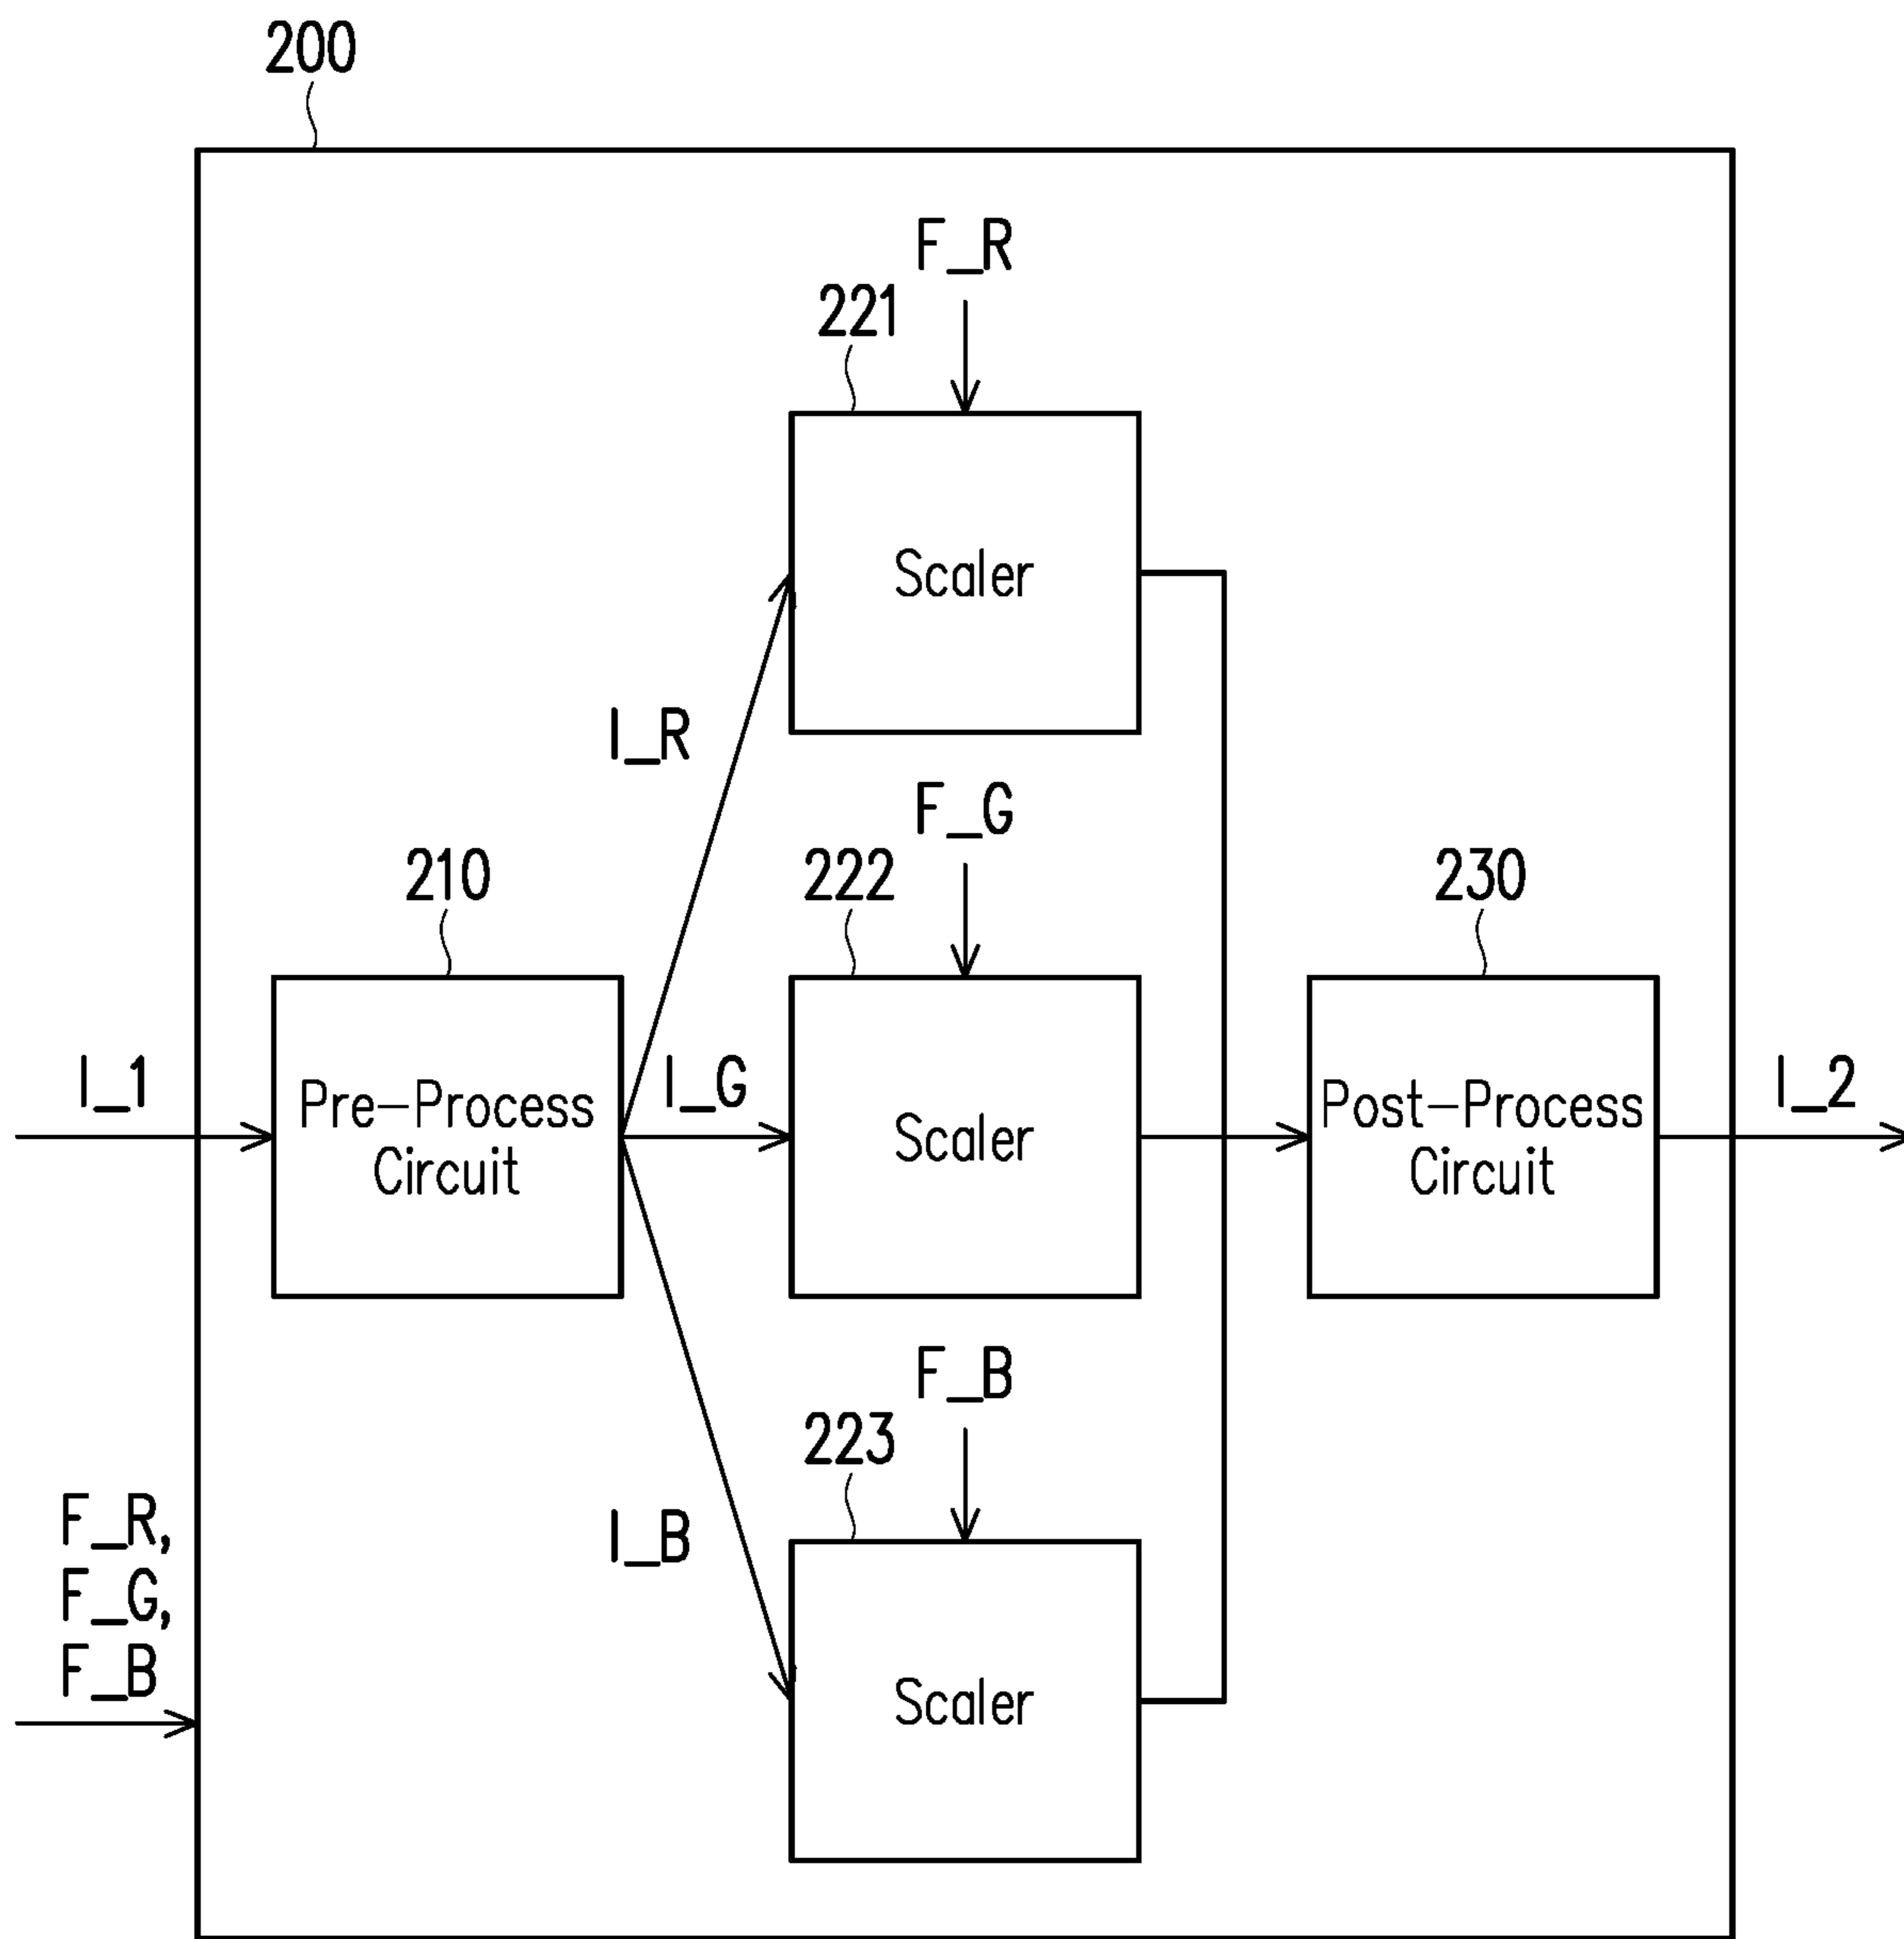 200
F_R
221
Scaler
I_R
F_G
210
222
230
I_1
Pre-Process
Circuit
I_G
Scaler
Post-Process
Circuit
I_2
F_B
223
F_R,
F_G,
F_B
I_B
Scaler